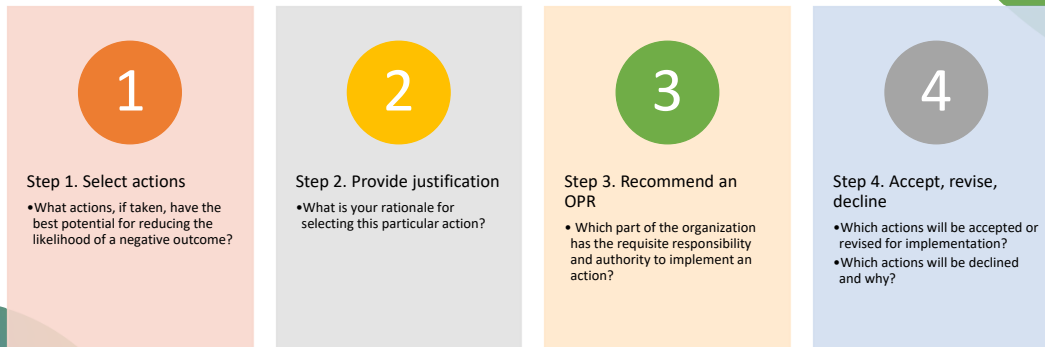 1
Step 1. Select actions
•What actions, if taken, have the
best potential for reducing the
likelihood of a negative outcome?
2
Step 2. Provide justification
•What is your rationale for
selecting this particular action?
3
Step 3. Recommend an
OPR
• Which part of the organization
has the requisite responsibility
and authority to implement an
action?
4
Step 4. Accept, revise,
decline
•Which actions will be accepted or
revised for implementation?
•Which actions will be declined
and why?